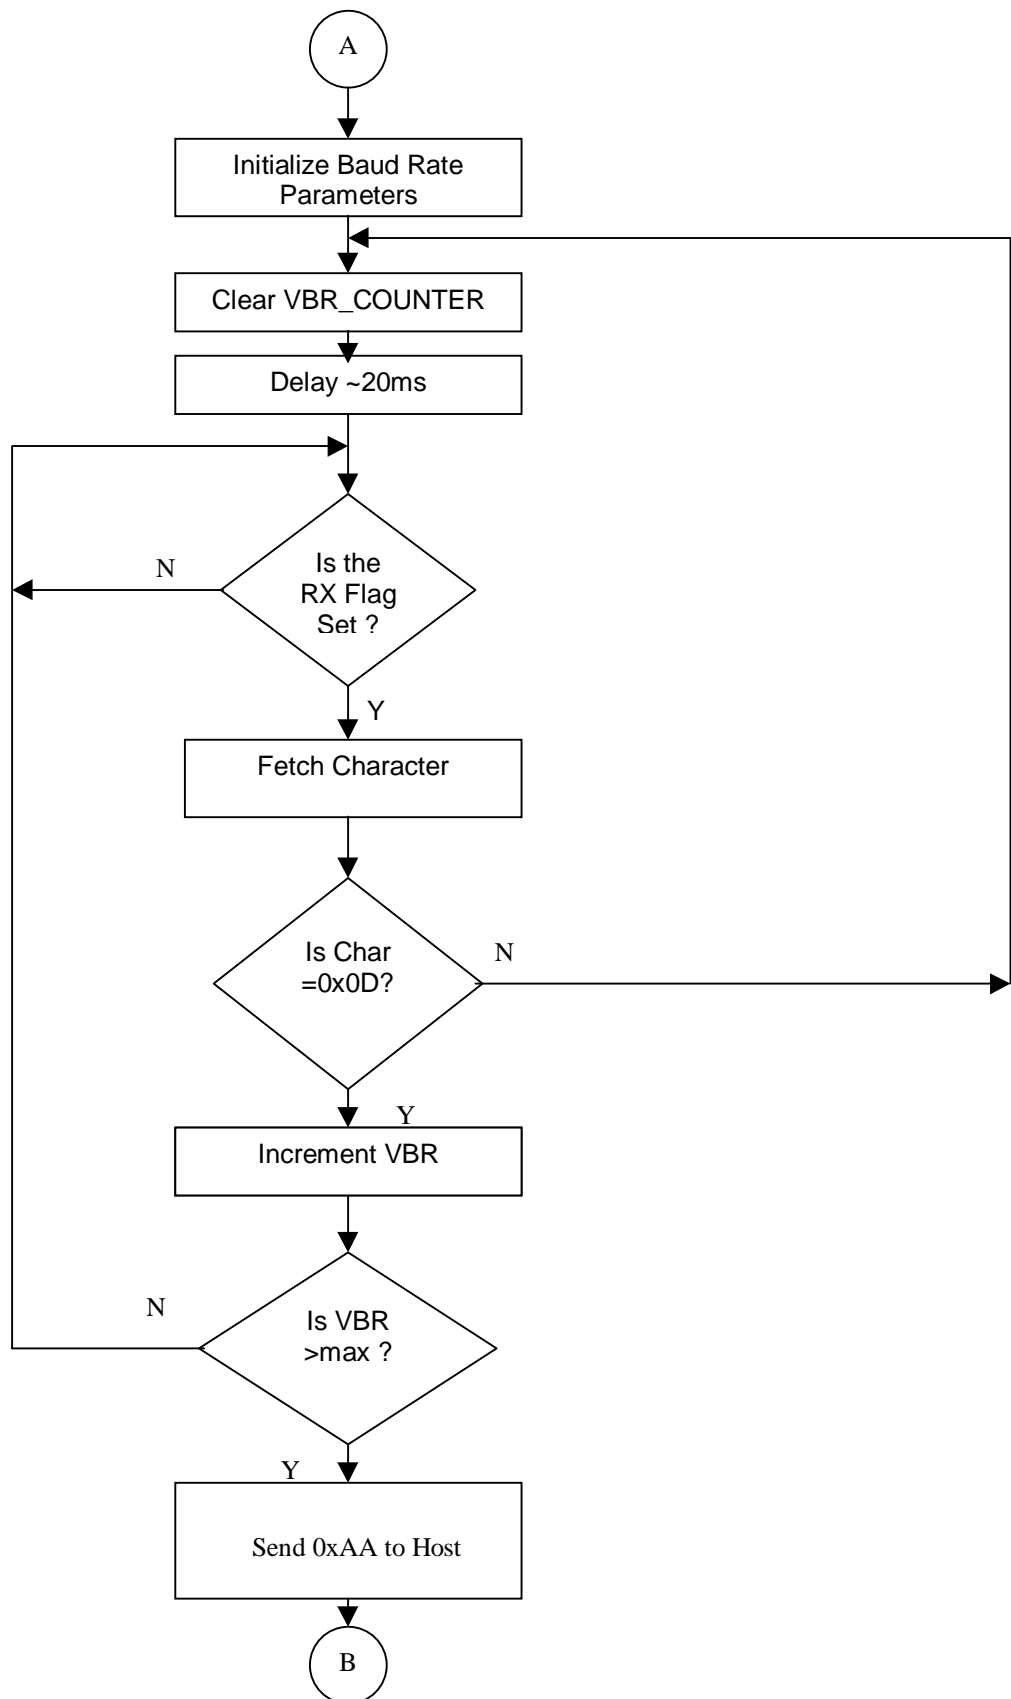 A
Initialize Baud Rate
Parameters
Clear VBR_COUNTER
Delay ~20ms
N
Is the
RX Flag
Set ?
Y
Fetch Character
Is Char
=0x0D?
N
Y
Increment VBR
N
Is VBR
>max ?
Y
Send 0xAA to Host
B